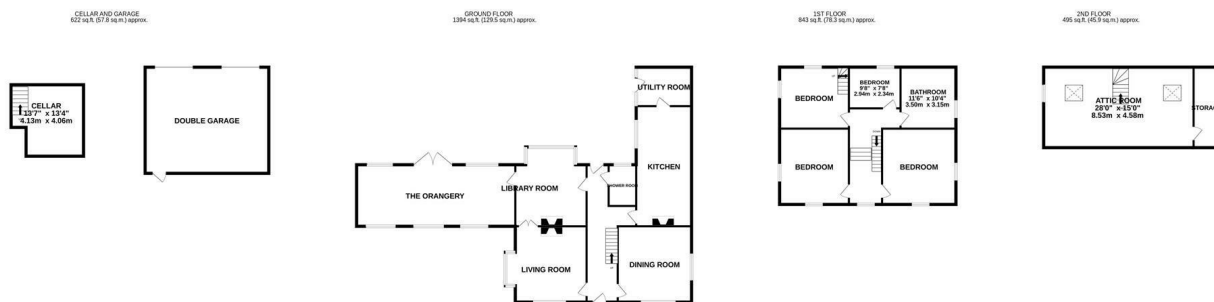 CELLAR AND GARAGE
622 sq.ft. (57.8 sq.m.) approx.
CELLAR
13'7" x 13'4"
4.13m x 4.06m
DOUBLE GARAGE
GROUND FLOOR
1394 sq.ft. (129.5 sq.m.) approx.
UTILITY ROOM
KITCHEN
SHOWER ROOM
LIBRARY ROOM
THE ORANGERY
LIVING ROOM
DINING ROOM
1ST FLOOR
843 sq.ft. (78.3 sq.m.) approx.
BEDROOM
BEDROOM
9'8" x 7'8"
2.94m x 2.34m
BATHROOM
11'6" x 10'4"
3.50m x 3.15m
BEDROOM
BEDROOM
2ND FLOOR
495 sq.ft. (45.9 sq.m.) approx.
ATTIC ROOM
28'0" x 15'0"
8.53m x 4.58m
STORAG